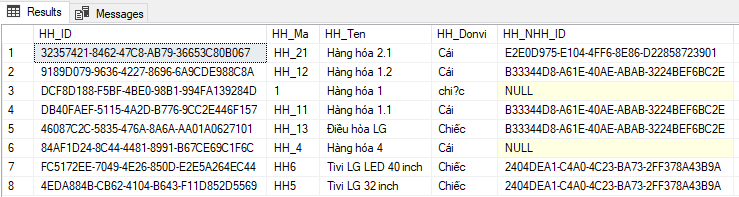 Results Messages
HH_ID HH_Ma HH_Ten HH_Donvi HH_NHH_ID
1 32357421-8462-47C8-AB79-36653C80B067 HH_21 Hàng hóa 2.1 Cái E2E0D975-E104-4FF6-8E86-D22858723901
2 9189D079-9636-4227-8696-6A9CDE988C8A HH_12 Hàng hóa 1.2 Cái B33344D8-A61E-40AE-ABAB-3224BEF6BC2E
3 DCF8D188-F5BF-4BE0-98B1-994FA139284D 1 Hàng hóa 1 chi?c NULL
4 DB40FAEF-5115-4A2D-B776-9CC2E446F157 HH_11 Hàng hóa 1.1 Cái B33344D8-A61E-40AE-ABAB-3224BEF6BC2E
5 46087C2C-5835-476A-8A6A-AA01A0627101 HH_13 Điều hòa LG Chiếc B33344D8-A61E-40AE-ABAB-3224BEF6BC2E
6 84AF1D24-8C44-4481-8991-B67CE69C1F6C HH_4 Hàng hóa 4 Cái NULL
7 FC5172EE-7049-4E26-850D-E2E5A264EC44 HH6 Tivi LG LED 40 inch Chiếc 2404DEA1-C4A0-4C23-BA73-2FF378A43B9A
8 4EDA884B-CB62-4104-B643-F11D852D5569 HH5 Tivi LG 32 inch Chiếc 2404DEA1-C4A0-4C23-BA73-2FF378A43B9A